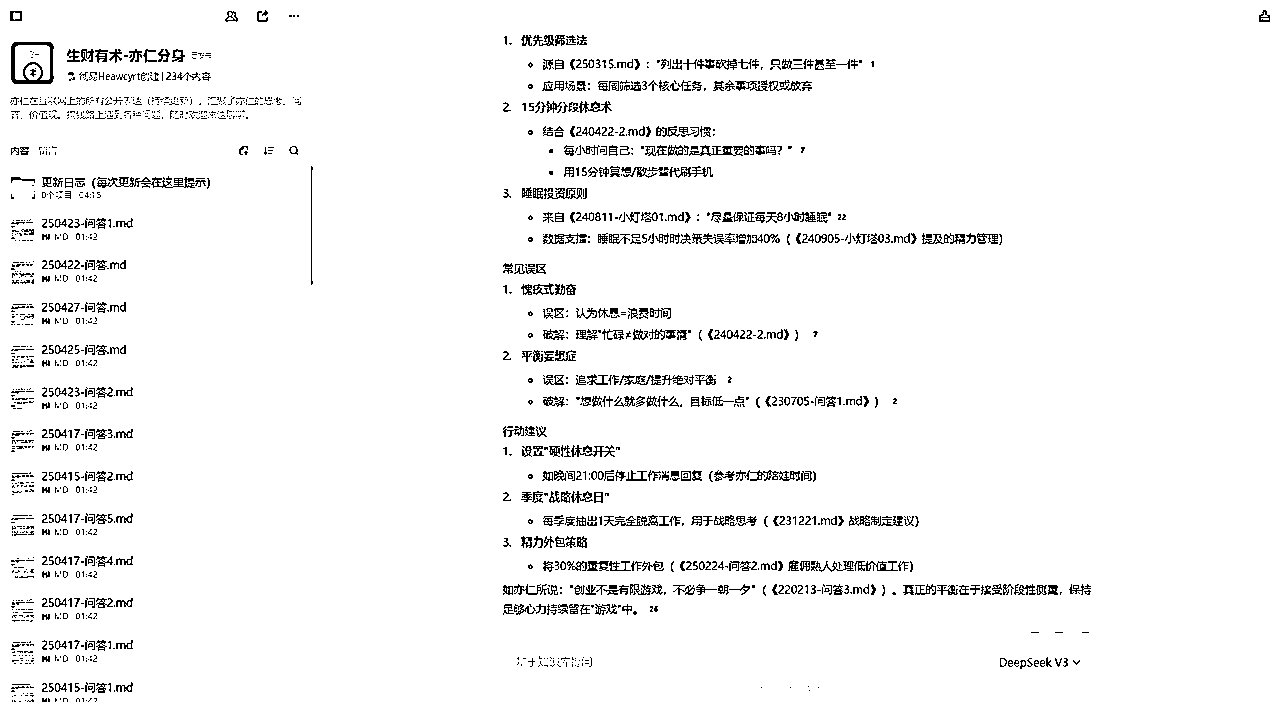 生财有术-亦仁分身
创建 | 234个内容
内容
更新日志（每次更新会在这里提示）
0个项目 04:15
250423-问答1.md
MD 01:42
250422-问答.md
MD 01:42
250427-问答.md
MD 01:42
250425-问答.md
MD 01:42
250423-问答2.md
MD 01:42
250417-问答3.md
MD 01:42
250415-问答2.md
MD 01:42
250417-问答5.md
MD 01:42
250417-问答4.md
MD 01:42
250417-问答2.md
MD 01:42
250417-问答1.md
MD 01:42
250415-问答1.md
MD 01:42
1. 优先级筛选法
源自《250315.md》："列出十件事砍掉七件，只做三件甚至一件" 1
应用场景：每周筛选3个核心任务，其余事项授权或放弃
2. 15分钟分段休息术
结合《240422-2.md》的反思习惯：
每小时问自己："现在做的是真正重要的事吗？" 7
用15分钟冥想/散步替代刷手机
3. 睡眠投资原则
来自《240811-小灯塔01.md》："尽量保证每天8小时睡眠" 22
数据支撑：睡眠不足5小时时决策失误率增加40%（《240905-小灯塔03.md》提及的精力管理）
常见误区
1. 愧疚式勤奋
误区：认为休息=浪费时间
破解：理解"忙碌≠做对的事情"（《240422-2.md》） 7
2. 平衡妄想症
误区：追求工作/家庭/提升绝对平衡 2
破解："想做什么就多做什么，目标低一点"（《230705-问答1.md》） 2
行动建议
1. 设置"硬性休息开关"
如晚间21:00后停止工作消息回复（参考亦仁的陪娃时间）
2. 季度"战略休息日"
每季度抽出1天完全脱离工作，用于战略思考（《231221.md》战略制定建议）
3. 精力外包策略
将30%的重复性工作外包（《250224-问答2.md》雇佣熟人处理低价值工作）
如亦仁所说："创业不是有限游戏，不必争一朝一夕"（《220213-问答3.md》）。真正的平衡在于接受阶段性倾斜，保持
足够心力持续留在"游戏"中。 26
DeepSeek V3